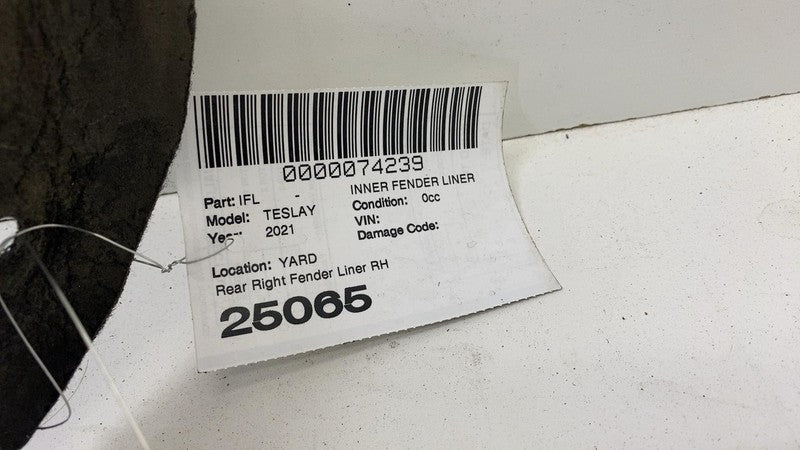 0000074239
Part: IFL - INNER FENDER LINER
Model: TESLAY Condition: 0cc
Year: 2021 VIN:
Damage Code:
Location: YARD
Rear Right Fender Liner RH
25065